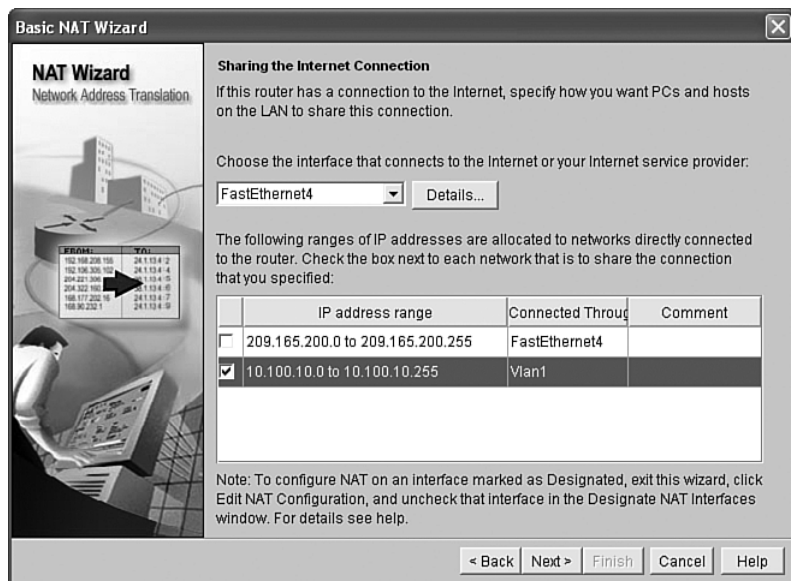 Basic NAT Wizard
NAT Wizard
Network Address Translation
FROM: TO:
Sharing the Internet Connection
If this router has a connection to the Internet, specify how you want PCs and hosts
on the LAN to share this connection.
Choose the interface that connects to the Internet or your Internet service provider:
FastEthernet4 Details...
The following ranges of IP addresses are allocated to networks directly connected
to the router. Check the box next to each network that is to share the connection
that you specified:
IP address range Connected Throug Comment
209.165.200.0 to 209.165.200.255 FastEthernet4
10.100.10.0 to 10.100.10.255 Vlan1
Note: To configure NAT on an interface marked as Designated, exit this wizard, click
Edit NAT Configuration, and uncheck that interface in the Designate NAT Interfaces
window. For details see help.
< Back Next > Finish Cancel Help